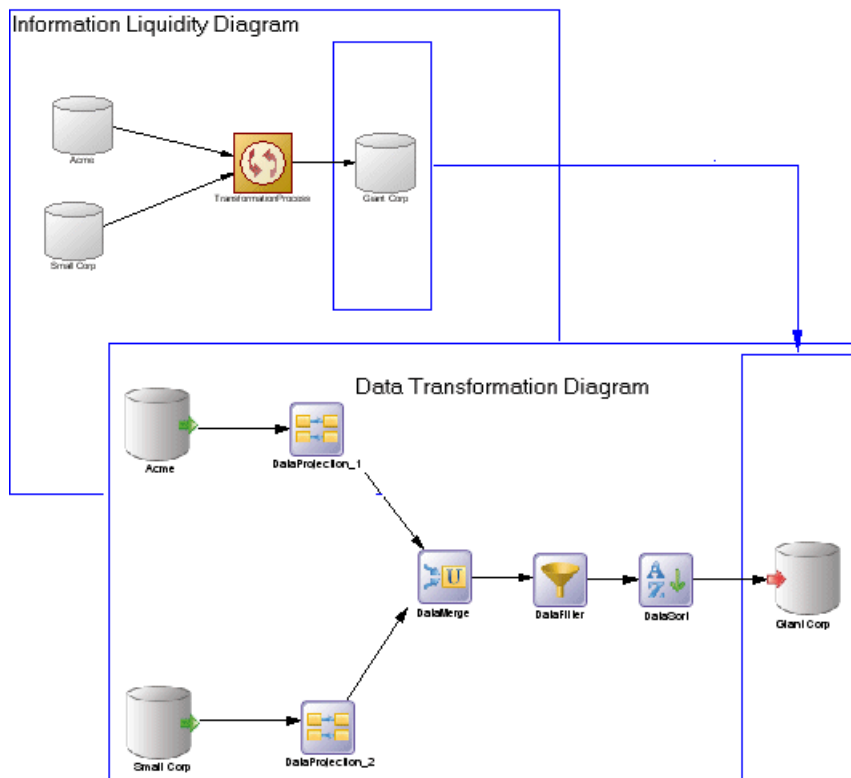 Information Liquidity Diagram
Acme
TransformationProcess
Giant Corp
Small Corp
Data Transformation Diagram
Acme
DataProjection_1
U
DataMerge
DataFilter
A
Z
DataSort
Giant Corp
Small Corp
DataProjection_2